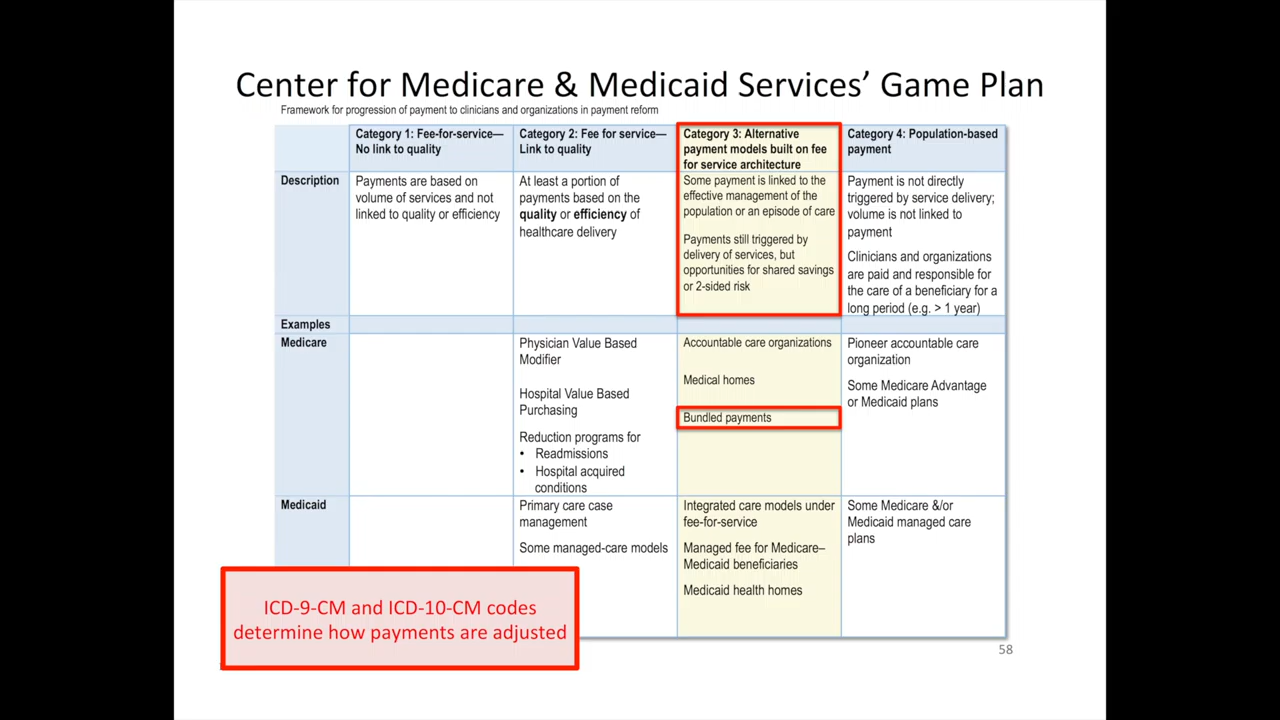 Center for Medicare & Medicaid Services’ Game Plan
Framework for progression of payment to clinicians and organizations in payment reform
Category 1: Fee-for-service—
No link to quality
Category 2: Fee for service—
Link to quality
Category 3: Alternative
payment models built on fee
for service architecture
Category 4: Population-based
payment
Description
Payments are based on
volume of services and not
linked to quality or efficiency
At least a portion of
payments based on the
quality or efficiency of
healthcare delivery
Some payment is linked to the
effective management of the
population or an episode of care
Payments still triggered by
delivery of services, but
opportunities for shared savings
or 2-sided risk
Payment is not directly
triggered by service delivery;
volume is not linked to
payment
Clinicians and organizations
are paid and responsible for
the care of a beneficiary for a
long period (e.g. > 1 year)
Examples
Medicare
Physician Value Based
Modifier
Hospital Value Based
Purchasing
Reduction programs for
• Readmissions
• Hospital acquired
conditions
Accountable care organizations
Medical homes
Bundled payments
Pioneer accountable care
organization
Some Medicare Advantage
or Medicaid plans
Medicaid
Primary care case
management
Some managed-care models
Integrated care models under
fee-for-service
Managed fee for Medicare–
Medicaid beneficiaries
Medicaid health homes
Some Medicare &/or
Medicaid managed care
plans
ICD-9-CM and ICD-10-CM codes
determine how payments are adjusted
58